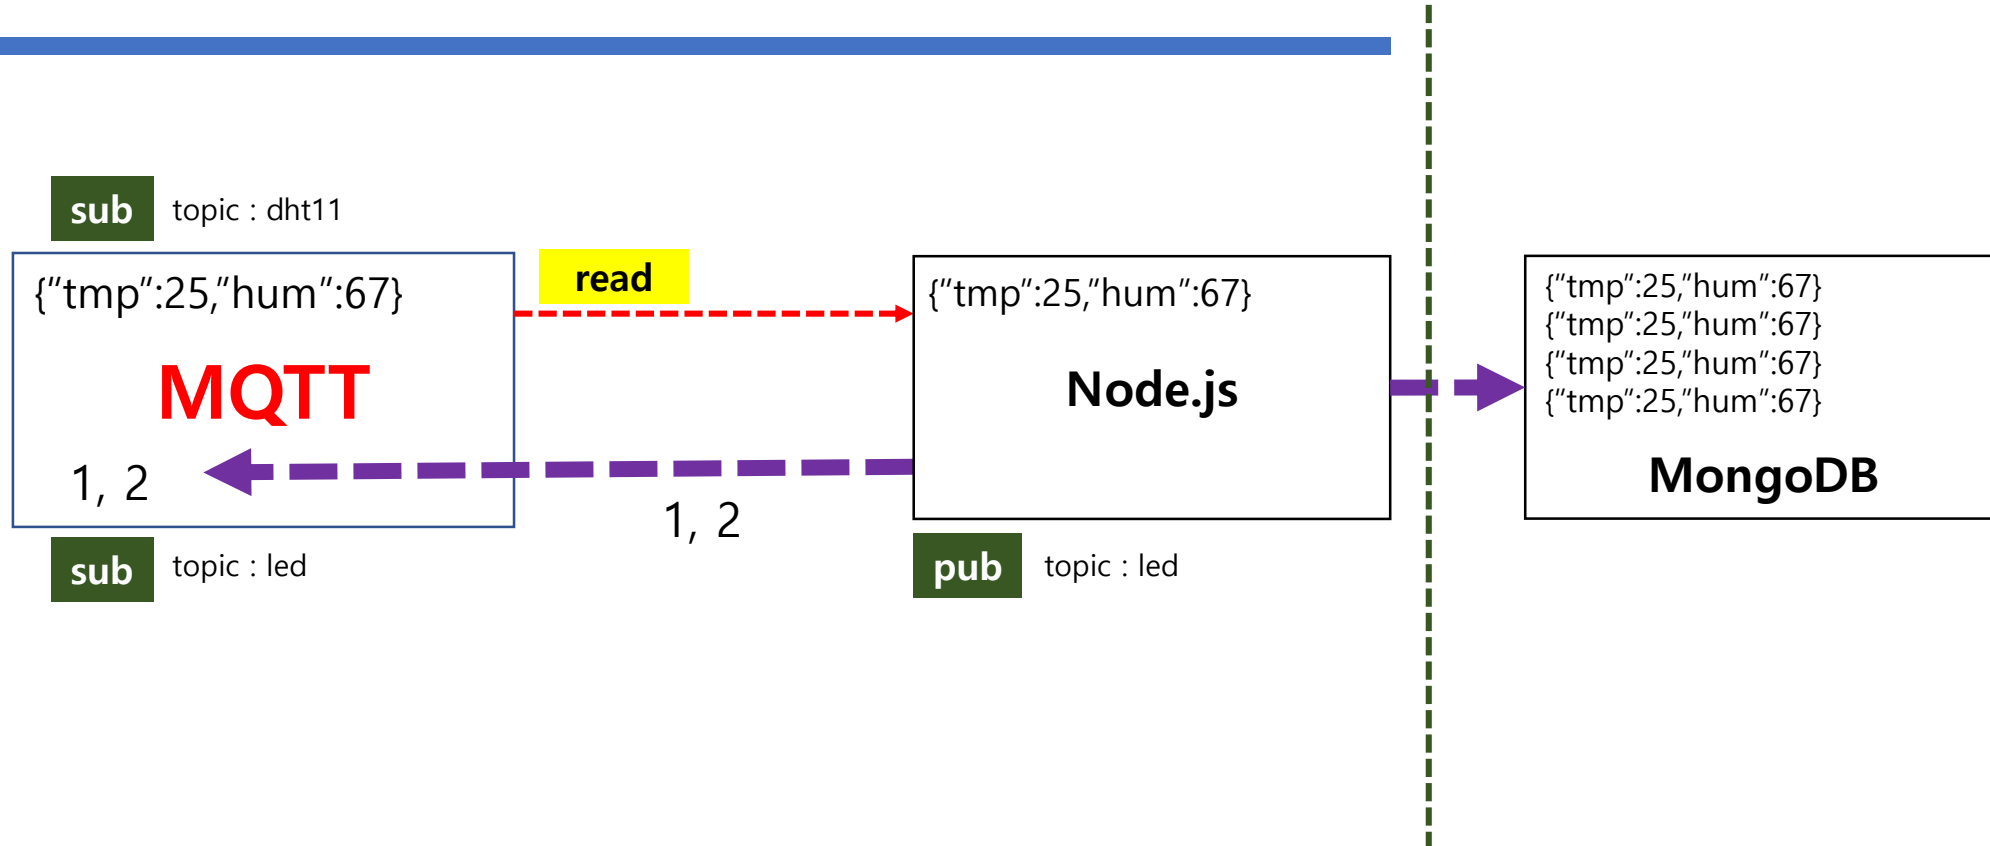 sub
topic : dht11
{"tmp":25,"hum":67}
MQTT
1, 2
sub
topic : led
read
1, 2
{"tmp":25,"hum":67}
Node.js
pub
topic : led
{"tmp":25,"hum":67}
{"tmp":25,"hum":67}
{"tmp":25,"hum":67}
{"tmp":25,"hum":67}
MongoDB